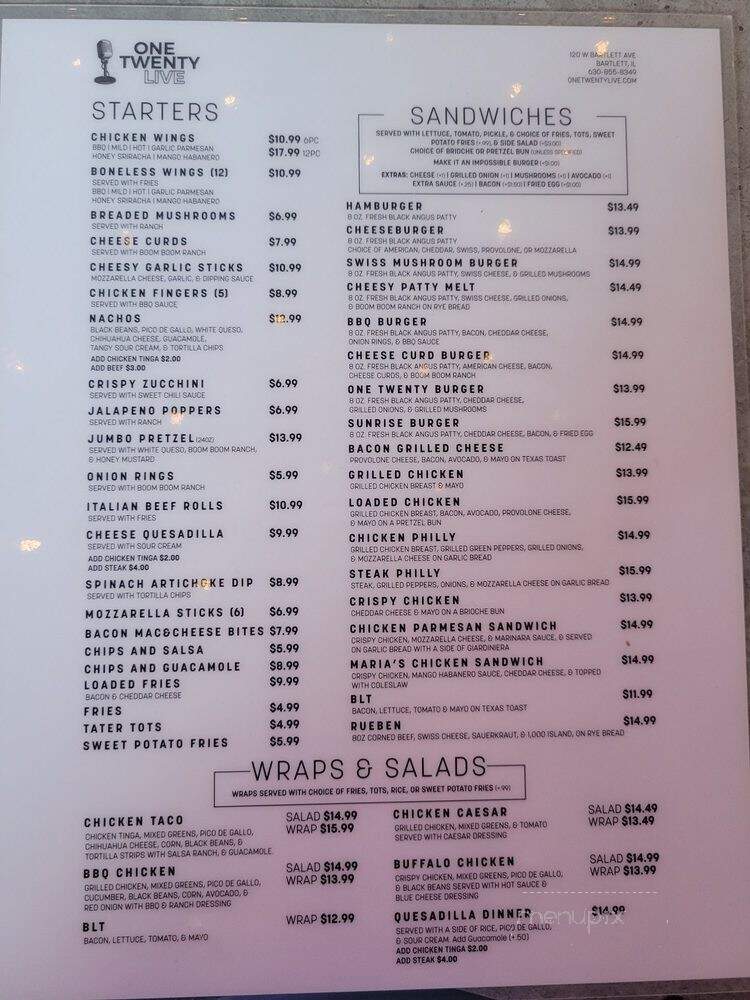 ONE
TWENTY
LIVE
120 W BARTLETT AVE
BARTLETT, IL
630-855-8349
ONETWENTYLIVE.COM
STARTERS
CHICKEN WINGS $10.99 6PC
BBQ | MILD | HOT | GARLIC PARMESAN $17.99 12PC
HONEY SRIRACHA | MANGO HABANERO
BONELESS WINGS (12) $10.99
SERVED WITH FRIES
BBQ | MILD | HOT | GARLIC PARMESAN
HONEY SRIRACHA | MANGO HABANERO
BREADED MUSHROOMS $6.99
SERVED WITH RANCH
CHEESE CURDS $7.99
SERVED WITH BOOM BOOM RANCH
CHEESY GARLIC STICKS $10.99
MOZZARELLA CHEESE, GARLIC, & DIPPING SAUCE
CHICKEN FINGERS (5) $8.99
SERVED WITH BBQ SAUCE
NACHOS $12.99
BLACK BEANS, PICO DE GALLO, WHITE QUESO,
CHIHUAHUA CHEESE, GUACAMOLE,
TANGY SOUR CREAM, & TORTILLA CHIPS
ADD CHICKEN TINGA $2.00
ADD BEEF $3.00
CRISPY ZUCCHINI $6.99
SERVED WITH SWEET CHILI SAUCE
JALAPENO POPPERS $6.99
SERVED WITH RANCH
JUMBO PRETZEL (24OZ) $13.99
SERVED WITH WHITE QUESO, BOOM BOOM RANCH,
& HONEY MUSTARD
ONION RINGS $5.99
SERVED WITH BOOM BOOM RANCH
ITALIAN BEEF ROLLS $10.99
SERVED WITH FRIES
CHEESE QUESADILLA $9.99
SERVED WITH SOUR CREAM
ADD CHICKEN TINGA $2.00
ADD STEAK $4.00
SPINACH ARTICHOKE DIP $8.99
SERVED WITH TORTILLA CHIPS
MOZZARELLA STICKS (6) $6.99
BACON MAC&CHEESE BITES $7.99
CHIPS AND SALSA $5.99
CHIPS AND GUACAMOLE $8.99
LOADED FRIES $9.99
BACON & CHEDDAR CHEESE
FRIES $4.99
TATER TOTS $4.99
SWEET POTATO FRIES $5.99
SANDWICHES
SERVED WITH LETTUCE, TOMATO, PICKLE, & CHOICE OF FRIES, TOTS, SWEET
POTATO FRIES (+.99), & SIDE SALAD (+$3.00)
CHOICE OF BRIOCHE OR PRETZEL BUN (UNLESS SPECIFIED)
MAKE IT AN IMPOSSIBLE BURGER (+$1.00)
EXTRAS: CHEESE (+1) | GRILLED ONION (+1) | MUSHROOMS (+1) | AVOCADO (+1)
EXTRA SAUCE (+.25) | BACON (+$1.50) | FRIED EGG (+$1.00)
HAMBURGER $13.49
8 OZ. FRESH BLACK ANGUS PATTY
CHEESEBURGER $13.99
8 OZ. FRESH BLACK ANGUS PATTY
CHOICE OF AMERICAN, CHEDDAR, SWISS, PROVOLONE, OR MOZZARELLA
SWISS MUSHROOM BURGER $14.99
8 OZ. FRESH BLACK ANGUS PATTY, SWISS CHEESE, & GRILLED MUSHROOMS
CHEESY PATTY MELT $14.49
8 OZ. FRESH BLACK ANGUS PATTY, SWISS CHEESE, GRILLED ONIONS,
& BOOM BOOM RANCH ON RYE BREAD
BBQ BURGER $14.99
8 OZ. FRESH BLACK ANGUS PATTY, BACON, CHEDDAR CHEESE,
ONION RINGS, & BBQ SAUCE
CHEESE CURD BURGER $14.99
8 OZ. FRESH BLACK ANGUS PATTY, AMERICAN CHEESE, BACON,
CHEESE CURDS, & BOOM BOOM RANCH
ONE TWENTY BURGER $13.99
8 OZ. FRESH BLACK ANGUS PATTY, CHEDDAR CHEESE,
GRILLED ONIONS, & GRILLED MUSHROOMS
SUNRISE BURGER $15.99
8 OZ. FRESH BLACK ANGUS PATTY, CHEDDAR CHEESE, BACON, & FRIED EGG
BACON GRILLED CHEESE $12.49
PROVOLONE CHEESE, BACON, AVOCADO, & MAYO ON TEXAS TOAST
GRILLED CHICKEN $13.99
GRILLED CHICKEN BREAST & MAYO
LOADED CHICKEN $15.99
GRILLED CHICKEN BREAST, BACON, AVOCADO, PROVOLONE CHEESE,
& MAYO ON A PRETZEL BUN
CHICKEN PHILLY $14.99
GRILLED CHICKEN BREAST, GRILLED GREEN PEPPERS, GRILLED ONIONS,
& MOZZARELLA CHEESE ON GARLIC BREAD
STEAK PHILLY $15.99
STEAK, GRILLED PEPPERS, ONIONS, & MOZZARELLA CHEESE ON GARLIC BREAD
CRISPY CHICKEN $13.99
CHEDDAR CHEESE & MAYO ON A BRIOCHE BUN
CHICKEN PARMESAN SANDWICH $14.99
CRISPY CHICKEN, MOZZARELLA CHEESE, & MARINARA SAUCE, & SERVED
ON GARLIC BREAD WITH A SIDE OF GIARDINIERA
MARIA'S CHICKEN SANDWICH $14.99
CRISPY CHICKEN, MANGO HABANERO SAUCE, CHEDDAR CHEESE, & TOPPED
WITH COLESLAW
BLT $11.99
BACON, LETTUCE, TOMATO & MAYO ON TEXAS TOAST
RUEBEN $14.99
8OZ CORNED BEEF, SWISS CHEESE, SAUERKRAUT, & 1,000 ISLAND, ON RYE BREAD
WRAPS & SALADS
WRAPS SERVED WITH CHOICE OF FRIES, TOTS, RICE, OR SWEET POTATO FRIES (+.99)
CHICKEN TACO SALAD $14.99
WRAP $15.99
CHICKEN TINGA, MIXED GREENS, PICO DE GALLO,
CHIHUAHUA CHEESE, CORN, BLACK BEANS, &
TORTILLA STRIPS WITH SALSA RANCH, & GUACAMOLE
BBQ CHICKEN SALAD $14.99
WRAP $13.99
GRILLED CHICKEN, MIXED GREENS, PICO DE GALLO,
CUCUMBER, BLACK BEANS, CORN, AVOCADO, &
RED ONION WITH BBQ & RANCH DRESSING
BLT WRAP $12.99
BACON, LETTUCE, TOMATO, & MAYO
CHICKEN CAESAR SALAD $14.49
WRAP $13.49
GRILLED CHICKEN, MIXED GREENS, & TOMATO
SERVED WITH CAESAR DRESSING
BUFFALO CHICKEN SALAD $14.99
WRAP $13.99
CRISPY CHICKEN, MIXED GREENS, PICO DE GALLO,
& BLACK BEANS SERVED WITH HOT SAUCE &
BLUE CHEESE DRESSING
QUESADILLA DINNER $14.99
SERVED WITH A SIDE OF RICE, PICO DE GALLO,
& SOUR CREAM. Add Guacamole (+.50)
ADD CHICKEN TINGA $2.00
ADD STEAK $4.00
menupix